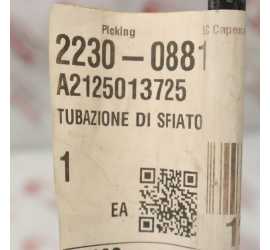 Picking
2230-0881
A2125013725
TUBAZIONE DI SFIATO
1
EA